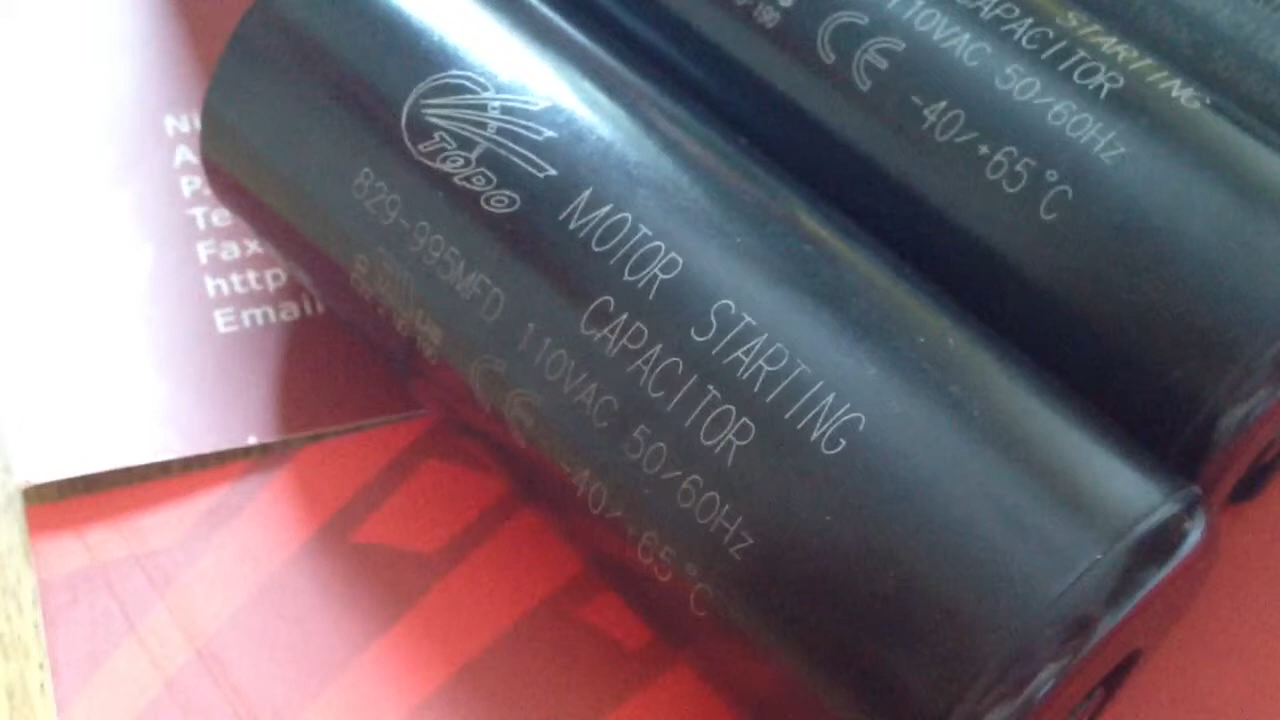 TOPO
MOTOR STARTING
CAPACITOR
829-995MFD 110VAC 50/60Hz
CE -40/+65°C
STARTING
CAPACITOR
110VAC 50/60Hz
CE -40/+65°C
Te
Fax
http
Email